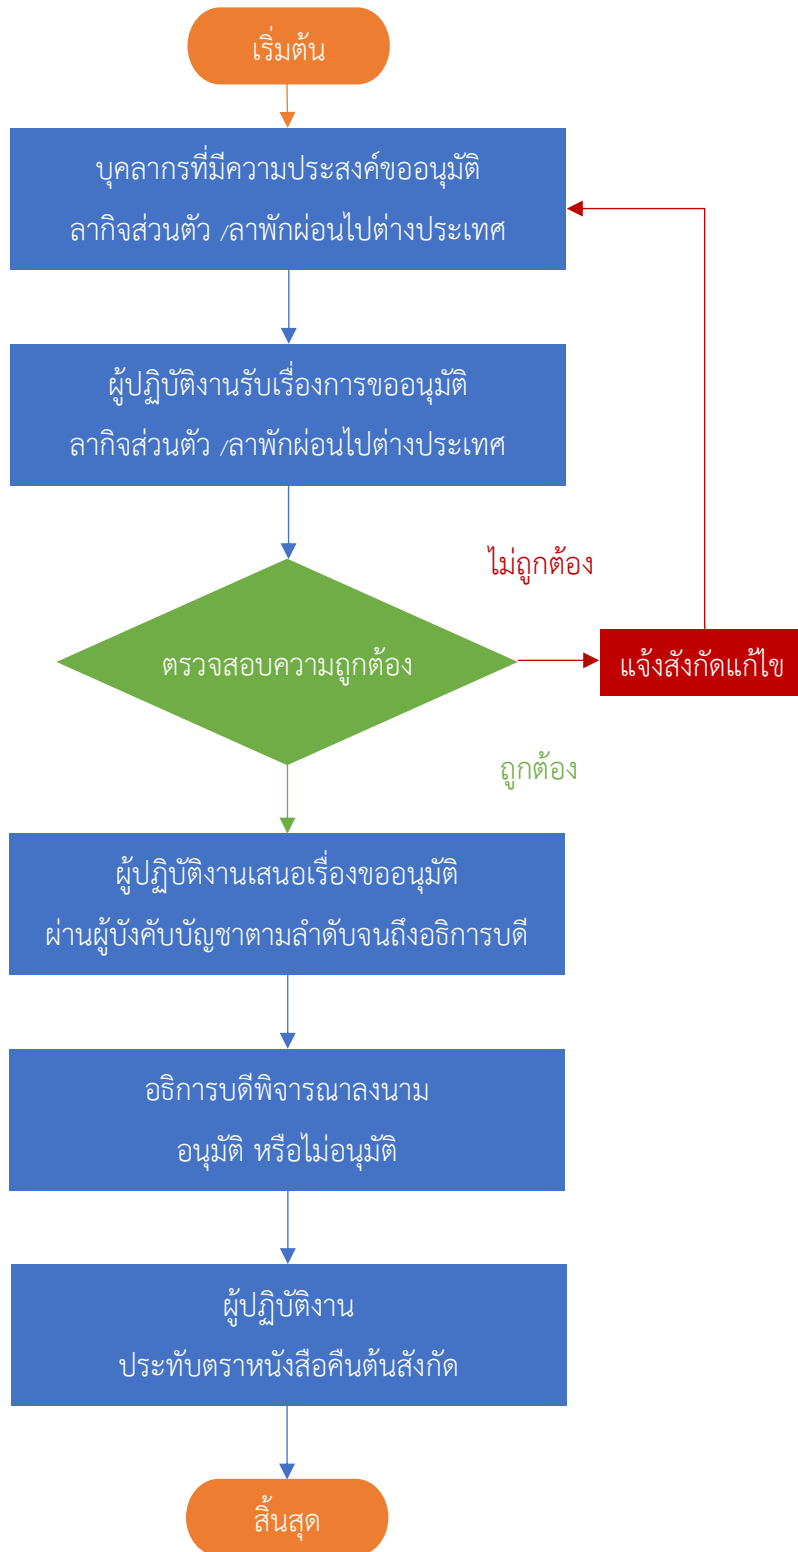 เริ่มต้น
บุคลากรที่มีความประสงค์ขออนุมัติ
ลากิจส่วนตัว /ลาพักผ่อนไปต่างประเทศ
ผู้ปฏิบัติงานรับเรื่องการขออนุมัติ
ลากิจส่วนตัว /ลาพักผ่อนไปต่างประเทศ
ไม่ถูกต้อง
ตรวจสอบความถูกต้อง
แจ้งสังกัดแก้ไข
ถูกต้อง
ผู้ปฏิบัติงานเสนอเรื่องขออนุมัติ
ผ่านผู้บังคับบัญชาตามลำดับจนถึงอธิการบดี
อธิการบดีพิจารณาลงนาม
อนุมัติ หรือไม่อนุมัติ
ผู้ปฏิบัติงาน
ประทับตราหนังสือคืนต้นสังกัด
สิ้นสุด